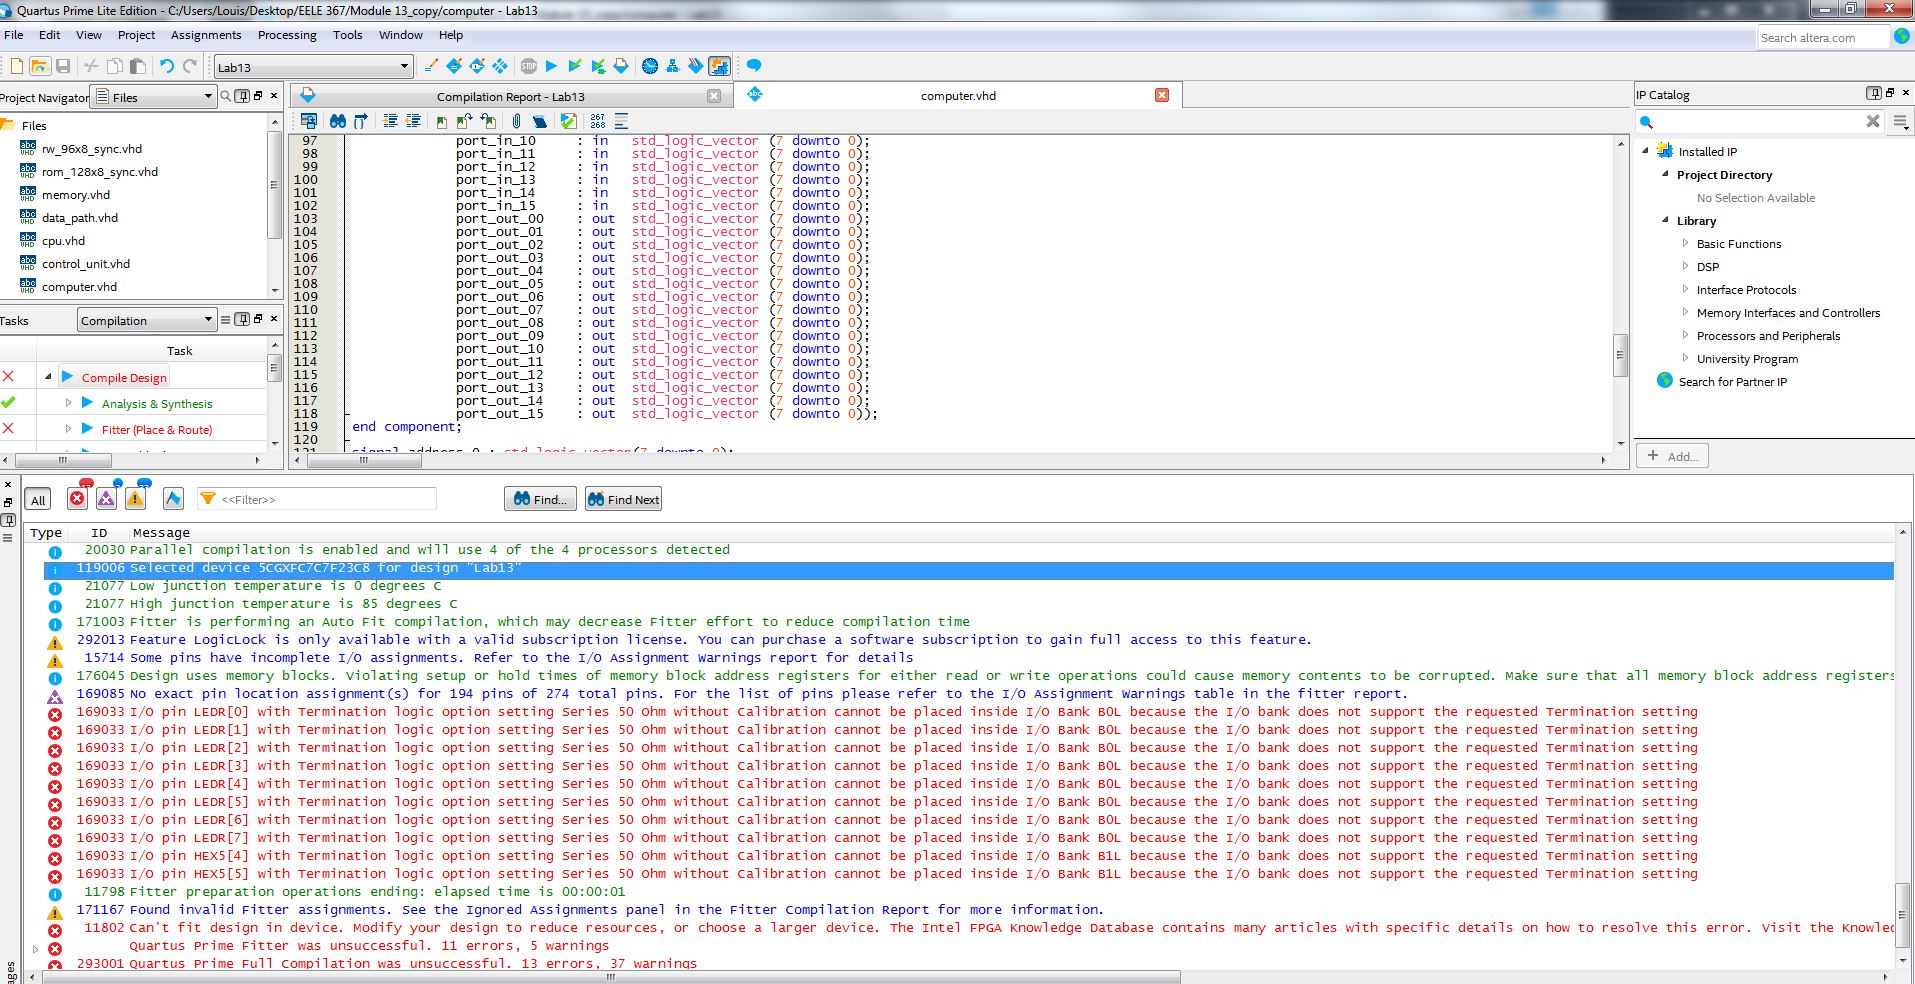 Quartus Prime Lite Edition - C:/Users/Louis/Desktop/EELE 367/Module 13_copy/computer - Lab13
File Edit View Project Assignments Processing Tools Window Help
Search altera.com
Lab13
Project Navigator Files
Compilation Report - Lab13
computer.vhd
IP Catalog
Files
rw_96x8_sync.vhd
rom_128x8_sync.vhd
memory.vhd
data_path.vhd
cpu.vhd
control_unit.vhd
computer.vhd
Tasks Compilation
Task
Compile Design
Analysis & Synthesis
Fitter (Place & Route)
267
268
97 port_in_10 : in std_logic_vector (7 downto 0);
98 port_in_11 : in std_logic_vector (7 downto 0);
99 port_in_12 : in std_logic_vector (7 downto 0);
100 port_in_13 : in std_logic_vector (7 downto 0);
101 port_in_14 : in std_logic_vector (7 downto 0);
102 port_in_15 : in std_logic_vector (7 downto 0);
103 port_out_00 : out std_logic_vector (7 downto 0);
104 port_out_01 : out std_logic_vector (7 downto 0);
105 port_out_02 : out std_logic_vector (7 downto 0);
106 port_out_03 : out std_logic_vector (7 downto 0);
107 port_out_04 : out std_logic_vector (7 downto 0);
108 port_out_05 : out std_logic_vector (7 downto 0);
109 port_out_06 : out std_logic_vector (7 downto 0);
110 port_out_07 : out std_logic_vector (7 downto 0);
111 port_out_08 : out std_logic_vector (7 downto 0);
112 port_out_09 : out std_logic_vector (7 downto 0);
113 port_out_10 : out std_logic_vector (7 downto 0);
114 port_out_11 : out std_logic_vector (7 downto 0);
115 port_out_12 : out std_logic_vector (7 downto 0);
116 port_out_13 : out std_logic_vector (7 downto 0);
117 port_out_14 : out std_logic_vector (7 downto 0);
118 port_out_15 : out std_logic_vector (7 downto 0));
119 end component;
120
121 signal address_0 : std_logic_vector(7 downto 0);
Installed IP
Project Directory
No Selection Available
Library
Basic Functions
DSP
Interface Protocols
Memory Interfaces and Controllers
Processors and Peripherals
University Program
Search for Partner IP
+ Add...
All <<Filter>> Find... Find Next
Type ID Message
20030 Parallel compilation is enabled and will use 4 of the 4 processors detected
119006 Selected device 5CGXFC7C7F23C8 for design "Lab13"
21077 Low junction temperature is 0 degrees C
21077 High junction temperature is 85 degrees C
171003 Fitter is performing an Auto Fit compilation, which may decrease Fitter effort to reduce compilation time
292013 Feature LogicLock is only available with a valid subscription license. You can purchase a software subscription to gain full access to this feature.
15714 Some pins have incomplete I/O assignments. Refer to the I/O Assignment Warnings report for details
176045 Design uses memory blocks. Violating setup or hold times of memory block address registers for either read or write operations could cause memory contents to be corrupted. Make sure that all memory block address registers
169085 No exact pin location assignment(s) for 194 pins of 274 total pins. For the list of pins please refer to the I/O Assignment Warnings table in the fitter report.
169033 I/O pin LEDR[0] with Termination logic option setting Series 50 Ohm without Calibration cannot be placed inside I/O Bank B0L because the I/O bank does not support the requested Termination setting
169033 I/O pin LEDR[1] with Termination logic option setting Series 50 Ohm without Calibration cannot be placed inside I/O Bank B0L because the I/O bank does not support the requested Termination setting
169033 I/O pin LEDR[2] with Termination logic option setting Series 50 Ohm without Calibration cannot be placed inside I/O Bank B0L because the I/O bank does not support the requested Termination setting
169033 I/O pin LEDR[3] with Termination logic option setting Series 50 Ohm without Calibration cannot be placed inside I/O Bank B0L because the I/O bank does not support the requested Termination setting
169033 I/O pin LEDR[4] with Termination logic option setting Series 50 Ohm without Calibration cannot be placed inside I/O Bank B0L because the I/O bank does not support the requested Termination setting
169033 I/O pin LEDR[5] with Termination logic option setting Series 50 Ohm without Calibration cannot be placed inside I/O Bank B0L because the I/O bank does not support the requested Termination setting
169033 I/O pin LEDR[6] with Termination logic option setting Series 50 Ohm without Calibration cannot be placed inside I/O Bank B0L because the I/O bank does not support the requested Termination setting
169033 I/O pin LEDR[7] with Termination logic option setting Series 50 Ohm without Calibration cannot be placed inside I/O Bank B0L because the I/O bank does not support the requested Termination setting
169033 I/O pin HEX5[4] with Termination logic option setting Series 50 Ohm without Calibration cannot be placed inside I/O Bank B1L because the I/O bank does not support the requested Termination setting
169033 I/O pin HEX5[5] with Termination logic option setting Series 50 Ohm without Calibration cannot be placed inside I/O Bank B1L because the I/O bank does not support the requested Termination setting
11798 Fitter preparation operations ending: elapsed time is 00:00:01
171167 Found invalid Fitter assignments. See the Ignored Assignments panel in the Fitter Compilation Report for more information.
11802 Can't fit design in device. Modify your design to reduce resources, or choose a larger device. The Intel FPGA Knowledge Database contains many articles with specific details on how to resolve this error. Visit the Knowled
Quartus Prime Fitter was unsuccessful. 11 errors, 5 warnings
293001 Quartus Prime Full Compilation was unsuccessful. 13 errors, 37 warnings